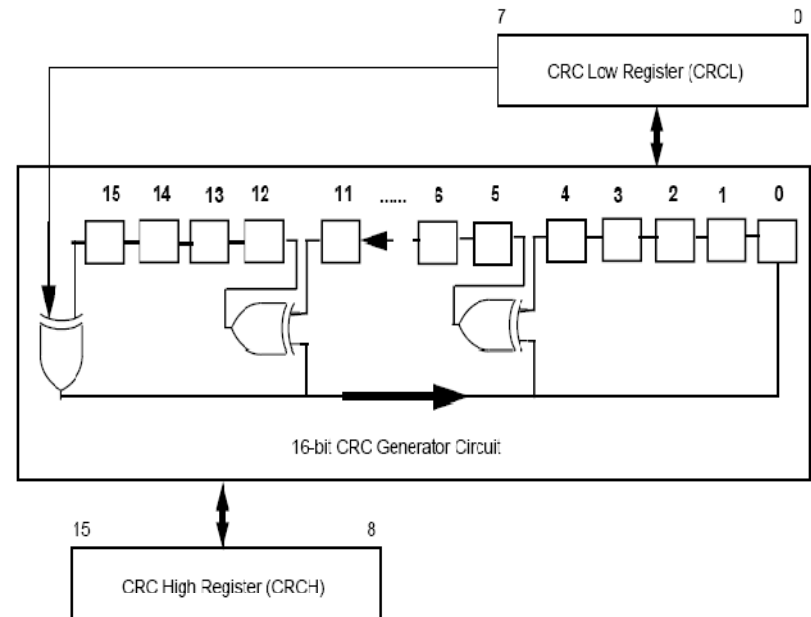 7 0
CRC Low Register (CRCL)
15 14 13 12 11 ...... 6 5 4 3 2 1 0
16-bit CRC Generator Circuit
15 8
CRC High Register (CRCH)